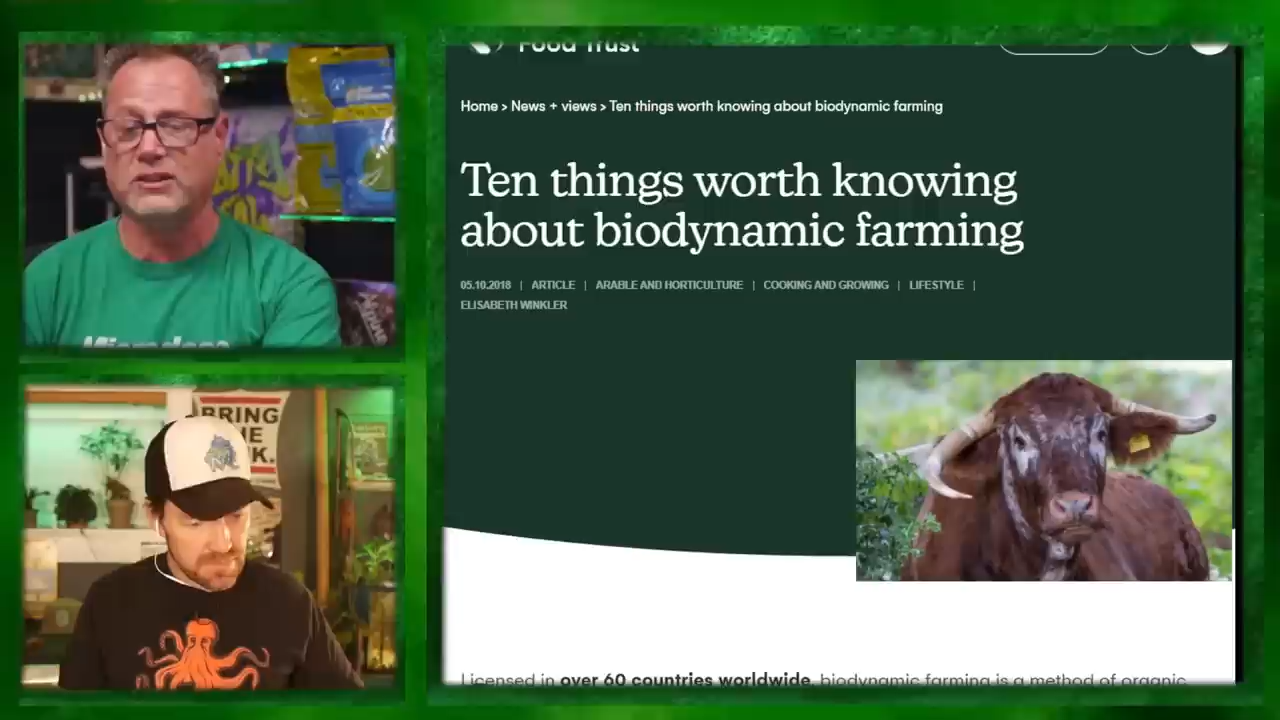 Food Trust
Home > News + views > Ten things worth knowing about biodynamic farming
Ten things worth knowing
about biodynamic farming
05.10.2018 | ARTICLE | ARABLE AND HORTICULTURE | COOKING AND GROWING | LIFESTYLE |
ELISABETH WINKLER
Licensed in over 60 countries worldwide, biodynamic farming is a method of organic
BRING